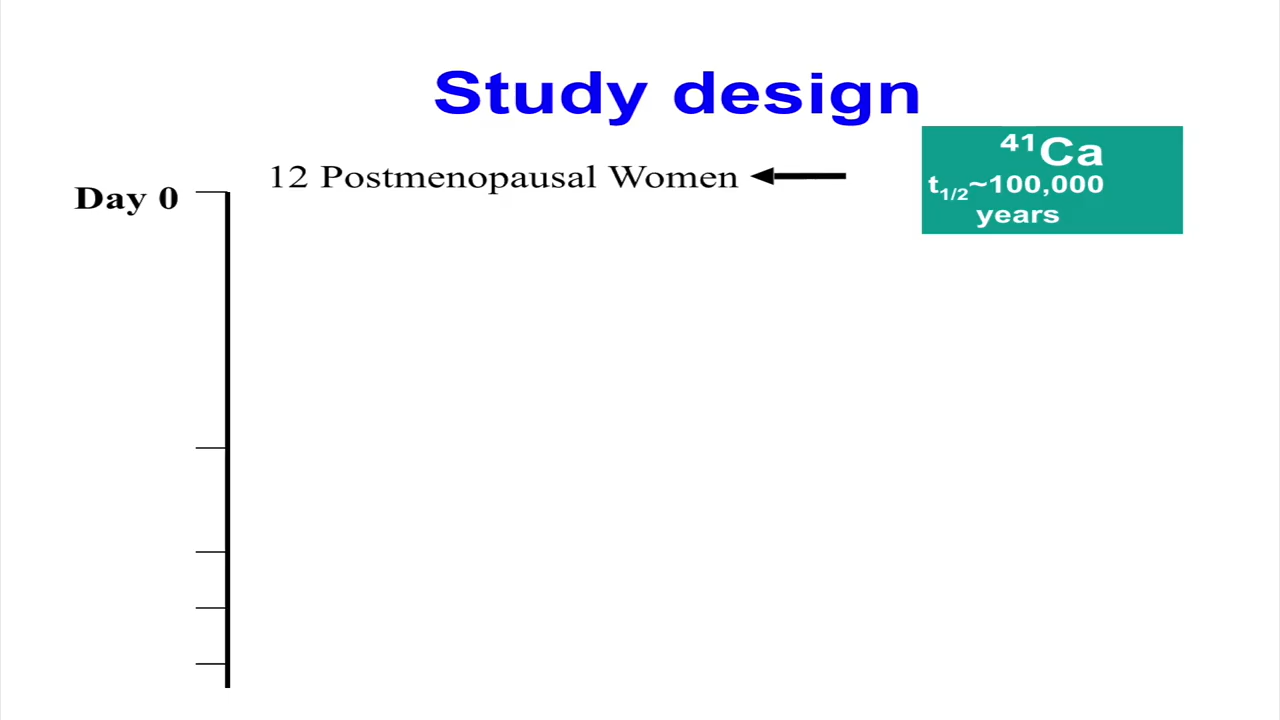 Study design
12 Postmenopausal Women
Day 0
⁴¹Ca
t₁/₂~100,000
years